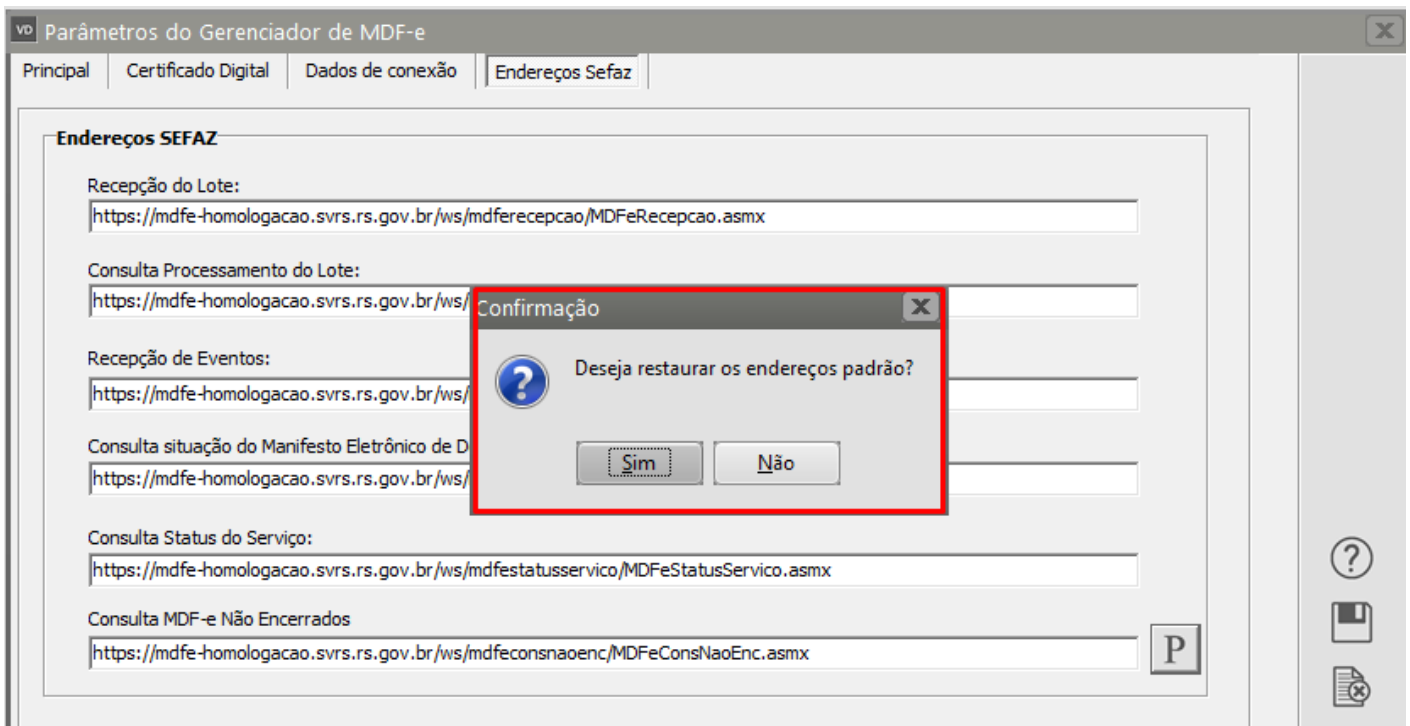 VD Parâmetros do Gerenciador de MDF-e
Principal Certificado Digital Dados de conexão Endereços Sefaz
Endereços SEFAZ
Recepção do Lote:
https://mdfe-homologacao.svrs.rs.gov.br/ws/mdferecepcao/MDFeRecepcao.asmx
Consulta Processamento do Lote:
https://mdfe-homologacao.svrs.rs.gov.br/ws/
Recepção de Eventos:
https://mdfe-homologacao.svrs.rs.gov.br/ws/
Consulta situação do Manifesto Eletrônico de D
https://mdfe-homologacao.svrs.rs.gov.br/ws/
Confirmação
Deseja restaurar os endereços padrão?
Sim Não
Consulta Status do Serviço:
https://mdfe-homologacao.svrs.rs.gov.br/ws/mdfestatusservico/MDFeStatusServico.asmx
Consulta MDF-e Não Encerrados
https://mdfe-homologacao.svrs.rs.gov.br/ws/mdfeconsnaoenc/MDFeConsNaoEnc.asmx
P